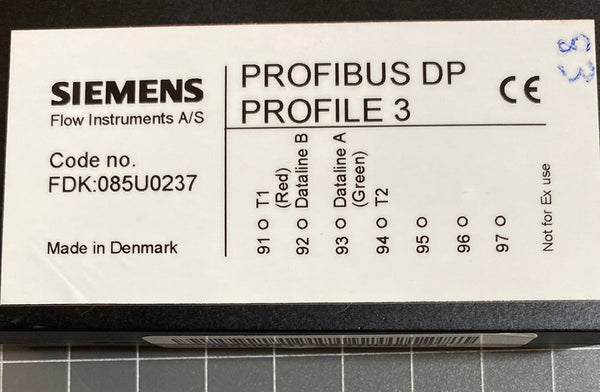 SIEMENS
Flow Instruments A/S
Code no.
FDK:085U0237
Made in Denmark
PROFIBUS DP
PROFILE 3
CE
91 T1
(Red)
92 Dataline B
93 Dataline A
(Green)
94 T2
95
96
97
Not for Ex use